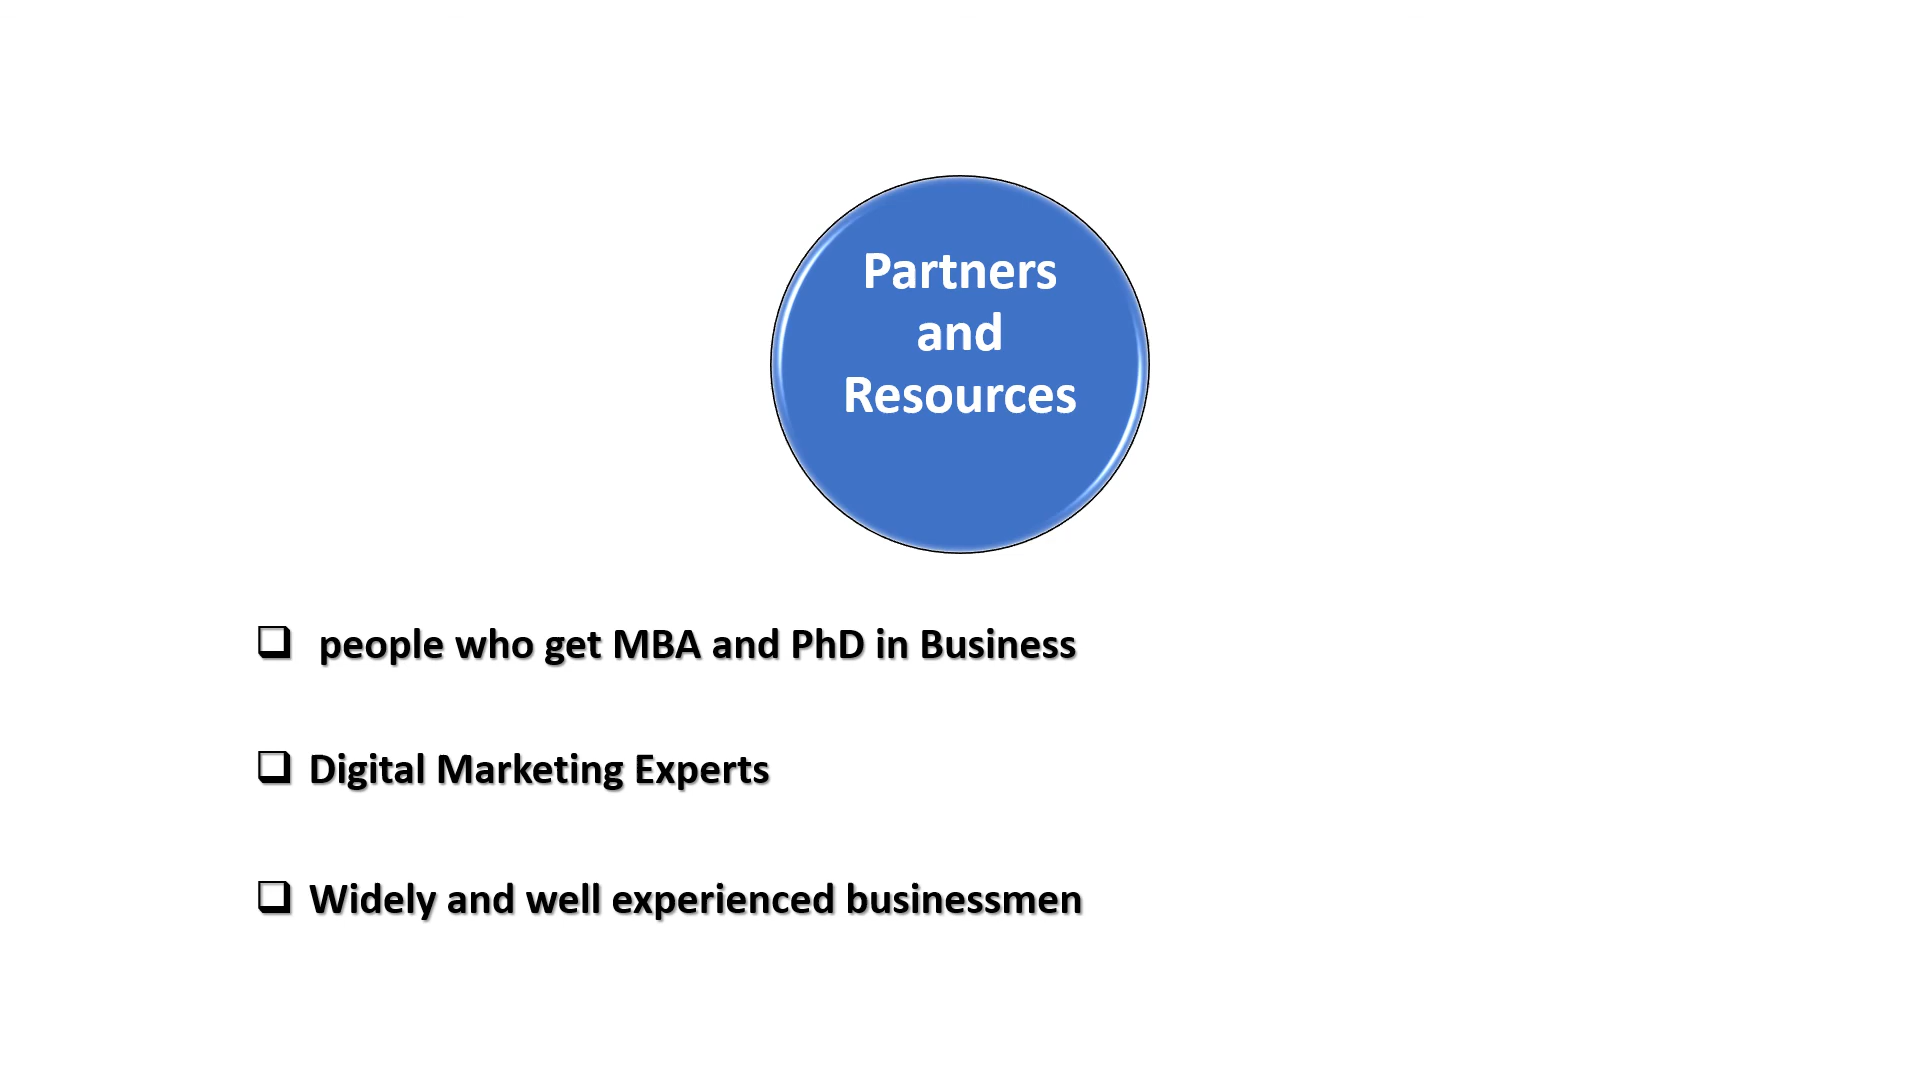 Partners
and
Resources
❑ people who get MBA and PhD in Business
❑ Digital Marketing Experts
❑ Widely and well experienced businessmen